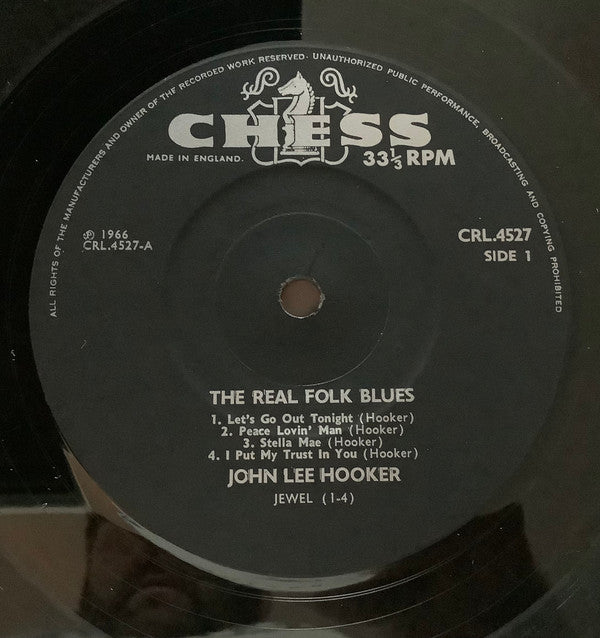 ALL RIGHTS OF THE MANUFACTURERS AND OWNER OF THE RECORDED WORK RESERVED· UNAUTHORIZED PUBLIC PERFORMANCE, BROADCASTING AND COPYING PROHIBITED
CHESS
MADE IN ENGLAND.
33⅓ RPM
℗ 1966
CRL.4527-A
CRL.4527
SIDE 1
THE REAL FOLK BLUES
1. Let's Go Out Tonight (Hooker)
2. Peace Lovin' Man (Hooker)
3. Stella Mae (Hooker)
4. I Put My Trust In You (Hooker)
JOHN LEE HOOKER
JEWEL (1-4)